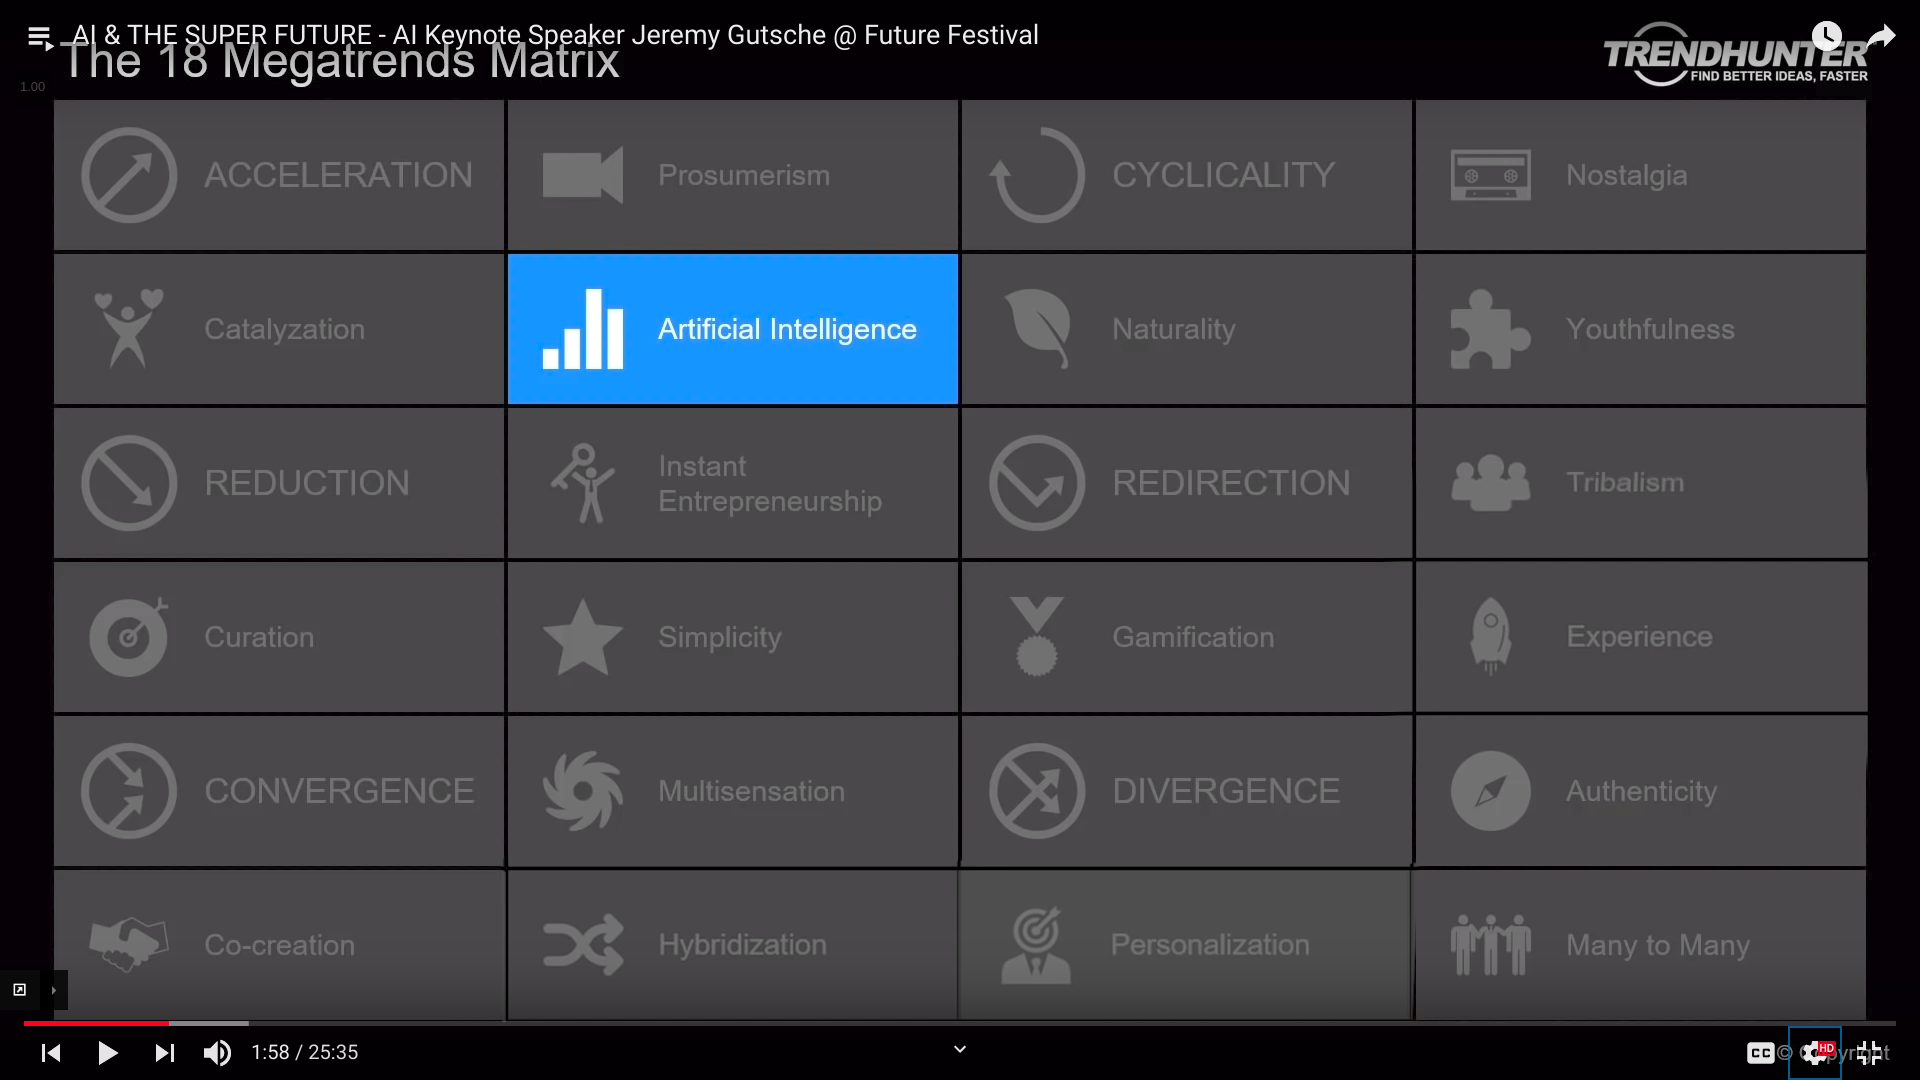 AI & THE SUPER FUTURE - AI Keynote Speaker Jeremy Gutsche @ Future Festival
The 18 Megatrends Matrix
TRENDHUNTER
FIND BETTER IDEAS, FASTER
1.00
ACCELERATION
Prosumerism
CYCLICALITY
Nostalgia
Catalyzation
Artificial Intelligence
Naturality
Youthfulness
REDUCTION
Instant
Entrepreneurship
REDIRECTION
Tribalism
Curation
Simplicity
Gamification
Experience
CONVERGENCE
Multisensation
DIVERGENCE
Authenticity
Co-creation
Hybridization
Personalization
Many to Many
1:58 / 25:35
CC
© Copyright
HD